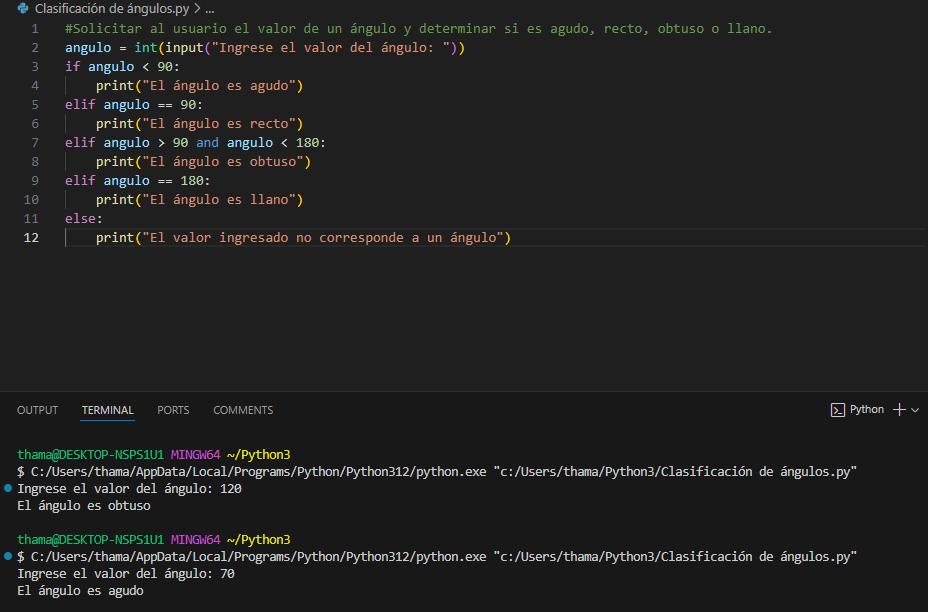 Clasificación de ángulos.py > ...
1 #Solicitar al usuario el valor de un ángulo y determinar si es agudo, recto, obtuso o llano.
2 angulo = int(input("Ingrese el valor del ángulo: "))
3 if angulo < 90:
4     print("El ángulo es agudo")
5 elif angulo == 90:
6     print("El ángulo es recto")
7 elif angulo > 90 and angulo < 180:
8     print("El ángulo es obtuso")
9 elif angulo == 180:
10     print("El ángulo es llano")
11 else:
12     print("El valor ingresado no corresponde a un ángulo")
OUTPUT TERMINAL PORTS COMMENTS Python
thama@DESKTOP-NSPS1U1 MINGW64 ~/Python3
$ C:/Users/thama/AppData/Local/Programs/Python/Python312/python.exe "c:/Users/thama/Python3/Clasificación de ángulos.py"
Ingrese el valor del ángulo: 120
El ángulo es obtuso
thama@DESKTOP-NSPS1U1 MINGW64 ~/Python3
$ C:/Users/thama/AppData/Local/Programs/Python/Python312/python.exe "c:/Users/thama/Python3/Clasificación de ángulos.py"
Ingrese el valor del ángulo: 70
El ángulo es agudo